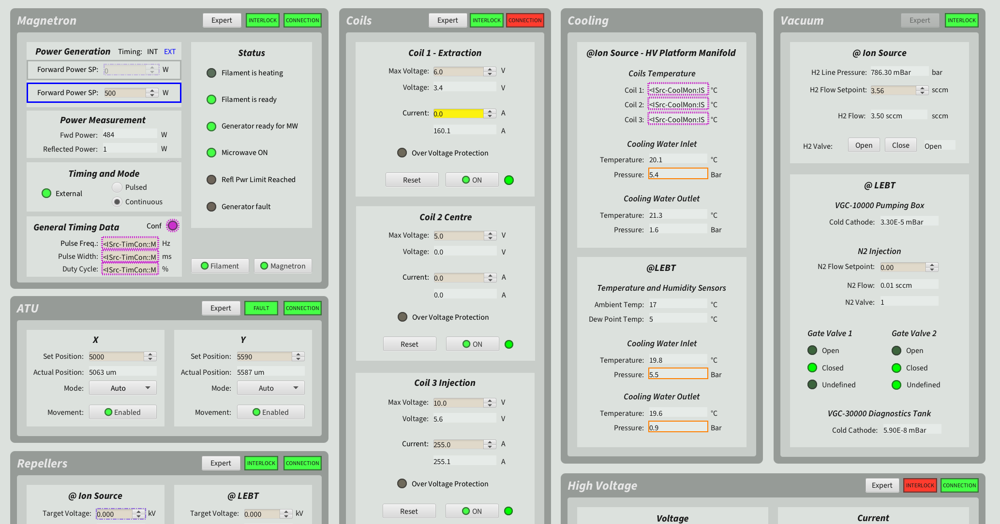 Magnetron
Expert
INTERLOCK
CONNECTION
Power Generation Timing: INT EXT
Forward Power SP: 0 W
Forward Power SP: 500 W
Power Measurement
Fwd Power: 484 W
Reflected Power: 1 W
Timing and Mode
External
Pulsed
Continuous
General Timing Data Conf
Pulse Freq.: <ISrc-TimCon::M Hz
Pulse Width: <ISrc-TimCon::M ms
Duty Cycle: <ISrc-TimCon::M %
Status
Filament is heating
Filament is ready
Generator ready for MW
Microwave ON
Refl Pwr Limit Reached
Generator fault
Filament
Magnetron
ATU
Expert
FAULT
CONNECTION
X
Set Position: 5000
Actual Position: 5063 um
Mode: Auto
Movement: Enabled
Y
Set Position: 5590
Actual Position: 5587 um
Mode: Auto
Movement: Enabled
Repellers
Expert
INTERLOCK
CONNECTION
@ Ion Source
Target Voltage: 0.000 kV
@ LEBT
Target Voltage: 0.000 kV
Coils
Expert
INTERLOCK
CONNECTION
Coil 1 - Extraction
Max Voltage: 6.0 V
Voltage: 3.4 V
Current: 0.0 A
160.1 A
Over Voltage Protection
Reset
ON
Coil 2 Centre
Max Voltage: 5.0 V
Voltage: 0.0 V
Current: 0.0 A
0.0 A
Over Voltage Protection
Reset
ON
Coil 3 Injection
Max Voltage: 10.0 V
Voltage: 5.6 V
Current: 255.0 A
255.1 A
Over Voltage Protection
Reset
ON
Cooling
@Ion Source - HV Platform Manifold
Coils Temperature
Coil 1: <ISrc-CoolMon:IS °C
Coil 2: <ISrc-CoolMon:IS °C
Coil 3: <ISrc-CoolMon:IS °C
Cooling Water Inlet
Temperature: 20.1 °C
Pressure: 5.4 Bar
Cooling Water Outlet
Temperature: 21.3 °C
Pressure: 1.6 Bar
@LEBT
Temperature and Humidity Sensors
Ambient Temp: 17 °C
Dew Point Temp: 5 °C
Cooling Water Inlet
Temperature: 19.8 °C
Pressure: 5.5 Bar
Cooling Water Outlet
Temperature: 19.6 °C
Pressure: 0.9 Bar
Vacuum
Expert
INTERLOCK
@ Ion Source
H2 Line Pressure: 786.30 mBar bar
H2 Flow Setpoint: 3.56 sccm
H2 Flow: 3.50 sccm sccm
H2 Valve: Open Close Open
@ LEBT
VGC-10000 Pumping Box
Cold Cathode: 3.30E-5 mBar
N2 Injection
N2 Flow Setpoint: 0.00
N2 Flow: 0.01 sccm
N2 Valve: 1
Gate Valve 1
Open
Closed
Undefined
Gate Valve 2
Open
Closed
Undefined
VGC-30000 Diagnostics Tank
Cold Cathode: 5.90E-8 mBar
High Voltage
Expert
INTERLOCK
CONNECTION
Voltage
Current